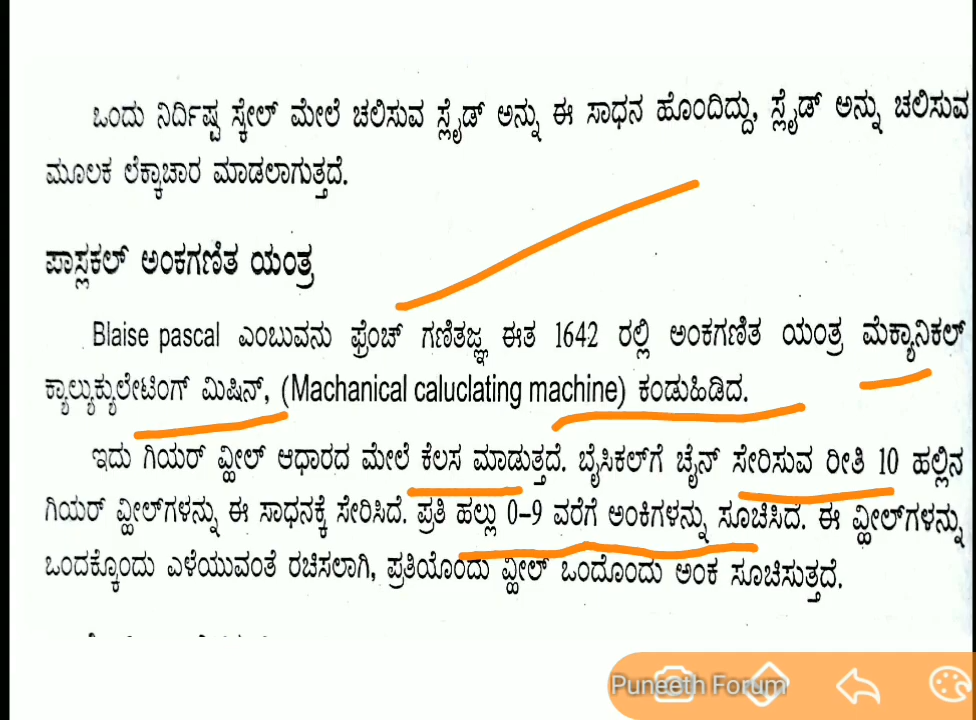 ಒಂದು ನಿರ್ದಿಷ್ಟ ಸ್ಕೇಲ್ ಮೇಲೆ ಚಲಿಸುವ ಸ್ಲೈಡ್ ಅನ್ನು ಈ ಸಾಧನ ಹೊಂದಿದ್ದು, ಸ್ಲೈಡ್ ಅನ್ನು ಚಲಿಸುವ
ಮೂಲಕ ಲೆಕ್ಕಾಚಾರ ಮಾಡಲಾಗುತ್ತದೆ.
ಪಾಸ್ಲಕಲ್ ಅಂಕಗಣಿತ ಯಂತ್ರ
Blaise pascal ಎಂಬುವನು ಫ್ರೆಂಚ್ ಗಣಿತಜ್ಞ ಈತ 1642 ರಲ್ಲಿ ಅಂಕಗಣಿತ ಯಂತ್ರ ಮೆಕ್ಯಾನಿಕಲ್
ಕ್ಯಾಲ್ಕ್ಯುಕ್ಯುಲೇಟಿಂಗ್ ಮಿಷಿನ್, (Machanical caluclating machine) ಕಂಡುಹಿಡಿದ.
ಇದು ಗಿಯರ್ ವ್ಹೀಲ್ ಆಧಾರದ ಮೇಲೆ ಕೆಲಸ ಮಾಡುತ್ತದೆ. ಬೈಸಿಕಲ್‌ಗೆ ಚೈನ್ ಸೇರಿಸುವ ರೀತಿ 10 ಹಲ್ಲಿನ
ಗಿಯರ್ ವ್ಹೀಲ್‌ಗಳನ್ನು ಈ ಸಾಧನಕ್ಕೆ ಸೇರಿಸಿದೆ. ಪ್ರತಿ ಹಲ್ಲು 0–9 ವರೆಗೆ ಅಂಕಿಗಳನ್ನು ಸೂಚಿಸಿದ. ಈ ವ್ಹೀಲ್‌ಗಳನ್ನು
ಒಂದಕ್ಕೊಂದು ಎಳೆಯುವಂತೆ ರಚಿಸಲಾಗಿ, ಪ್ರತಿಯೊಂದು ವ್ಹೀಲ್ ಒಂದೊಂದು ಅಂಕ ಸೂಚಿಸುತ್ತದೆ.
Puneeth Forum